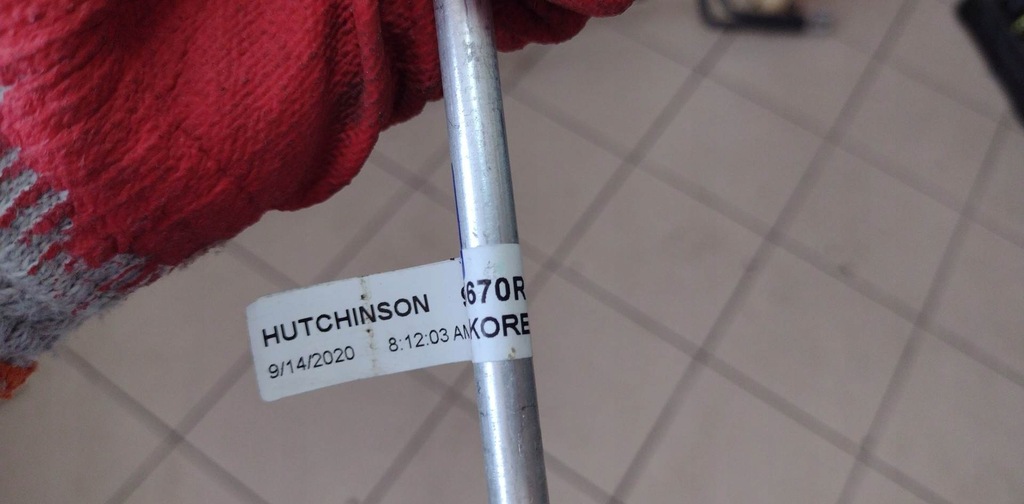 HUTCHINSON 670R
9/14/2020 8:12:03 AM KORE